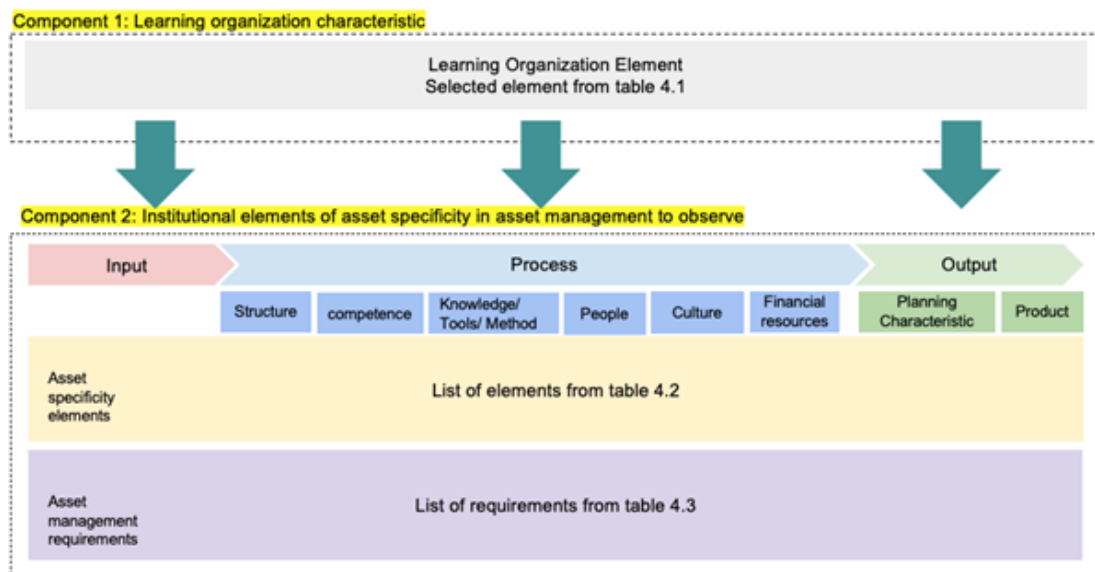 Component 1: Learning organization characteristic
Learning Organization Element
Selected element from table 4.1
Component 2: Institutional elements of asset specificity in asset management to observe
Input
Process
Output
Structure
competence
Knowledge/
Tools/ Method
People
Culture
Financial
resources
Planning
Characteristic
Product
Asset
specificity
elements
List of elements from table 4.2
Asset
management
requirements
List of requirements from table 4.3